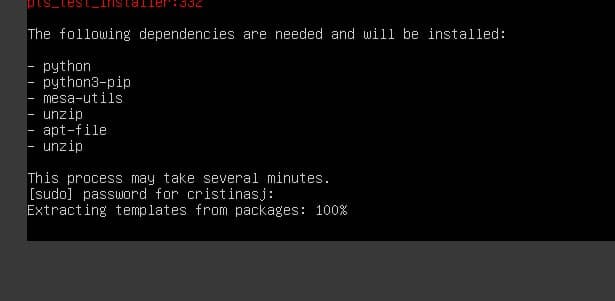 pts_test_installer:332
The following dependencies are needed and will be installed:
- python
- python3-pip
- mesa-utils
- unzip
- apt-file
- unzip
This process may take several minutes.
[sudo] password for cristinasj:
Extracting templates from packages: 100%